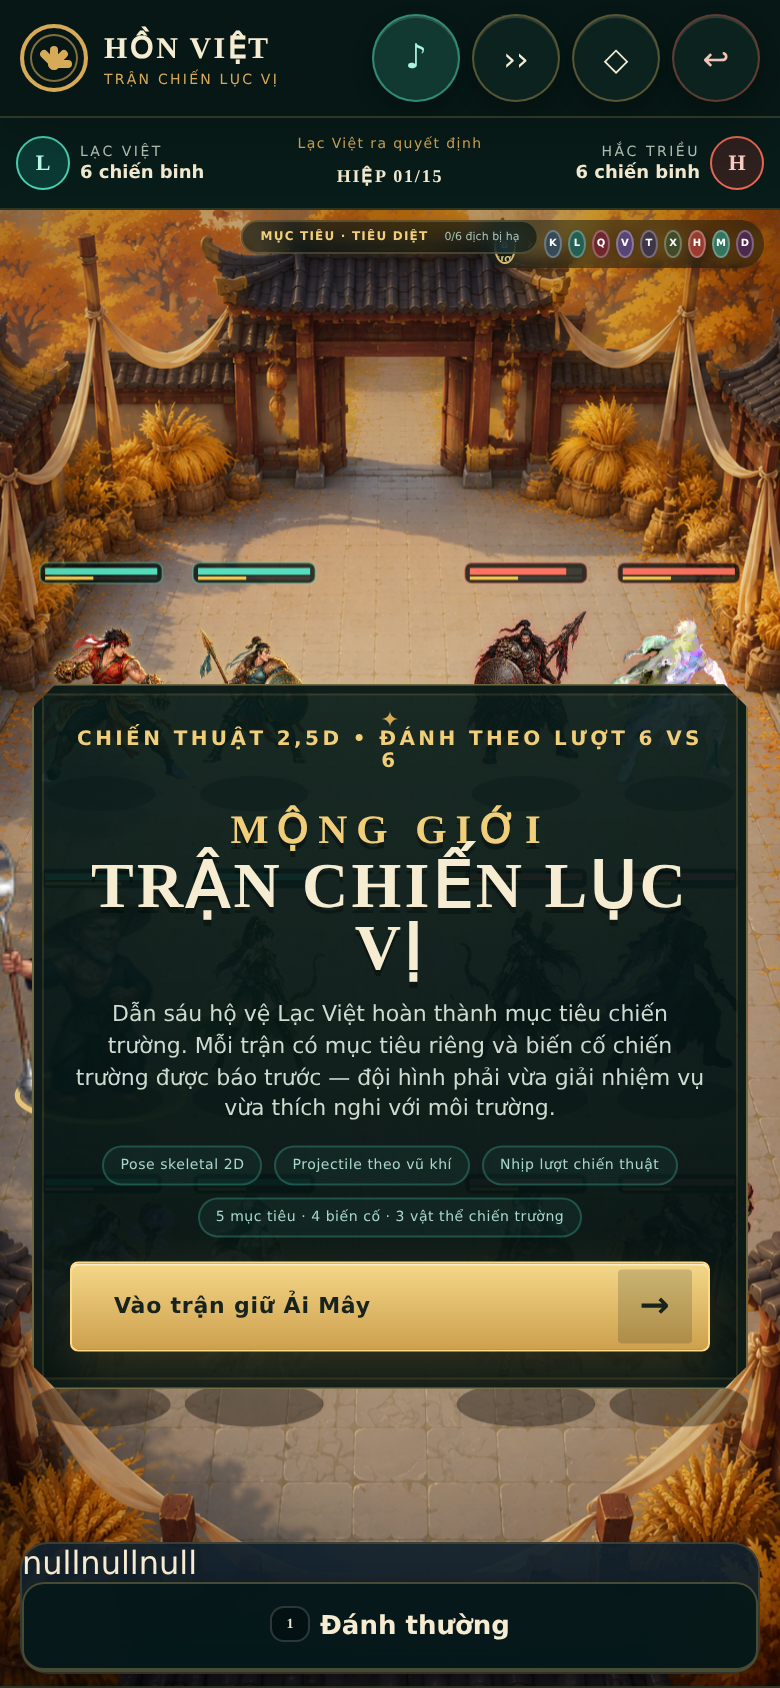 HỒN VIỆT
TRẬN CHIẾN LỤC VỊ
♪ ›› ◇ ↩
L
LẠC VIỆT
6 chiến binh
Lạc Việt ra quyết định
HIỆP 01/15
HẮC TRIỀU
6 chiến binh
H
MỤC TIÊU · TIÊU DIỆT 0/6 địch bị hạ
K L Q V T X H M D
CHIẾN THUẬT 2,5D • ĐÁNH THEO LƯỢT 6 VS
6
MỘNG GIỚI
TRẬN CHIẾN LỤC
VỊ
Dẫn sáu hộ vệ Lạc Việt hoàn thành mục tiêu chiến
trường. Mỗi trận có mục tiêu riêng và biến cố chiến
trường được báo trước — đội hình phải vừa giải nhiệm vụ
vừa thích nghi với môi trường.
Pose skeletal 2D Projectile theo vũ khí Nhịp lượt chiến thuật
5 mục tiêu · 4 biến cố · 3 vật thể chiến trường
Vào trận giữ Ải Mây →
nullnullnull
1 Đánh thường